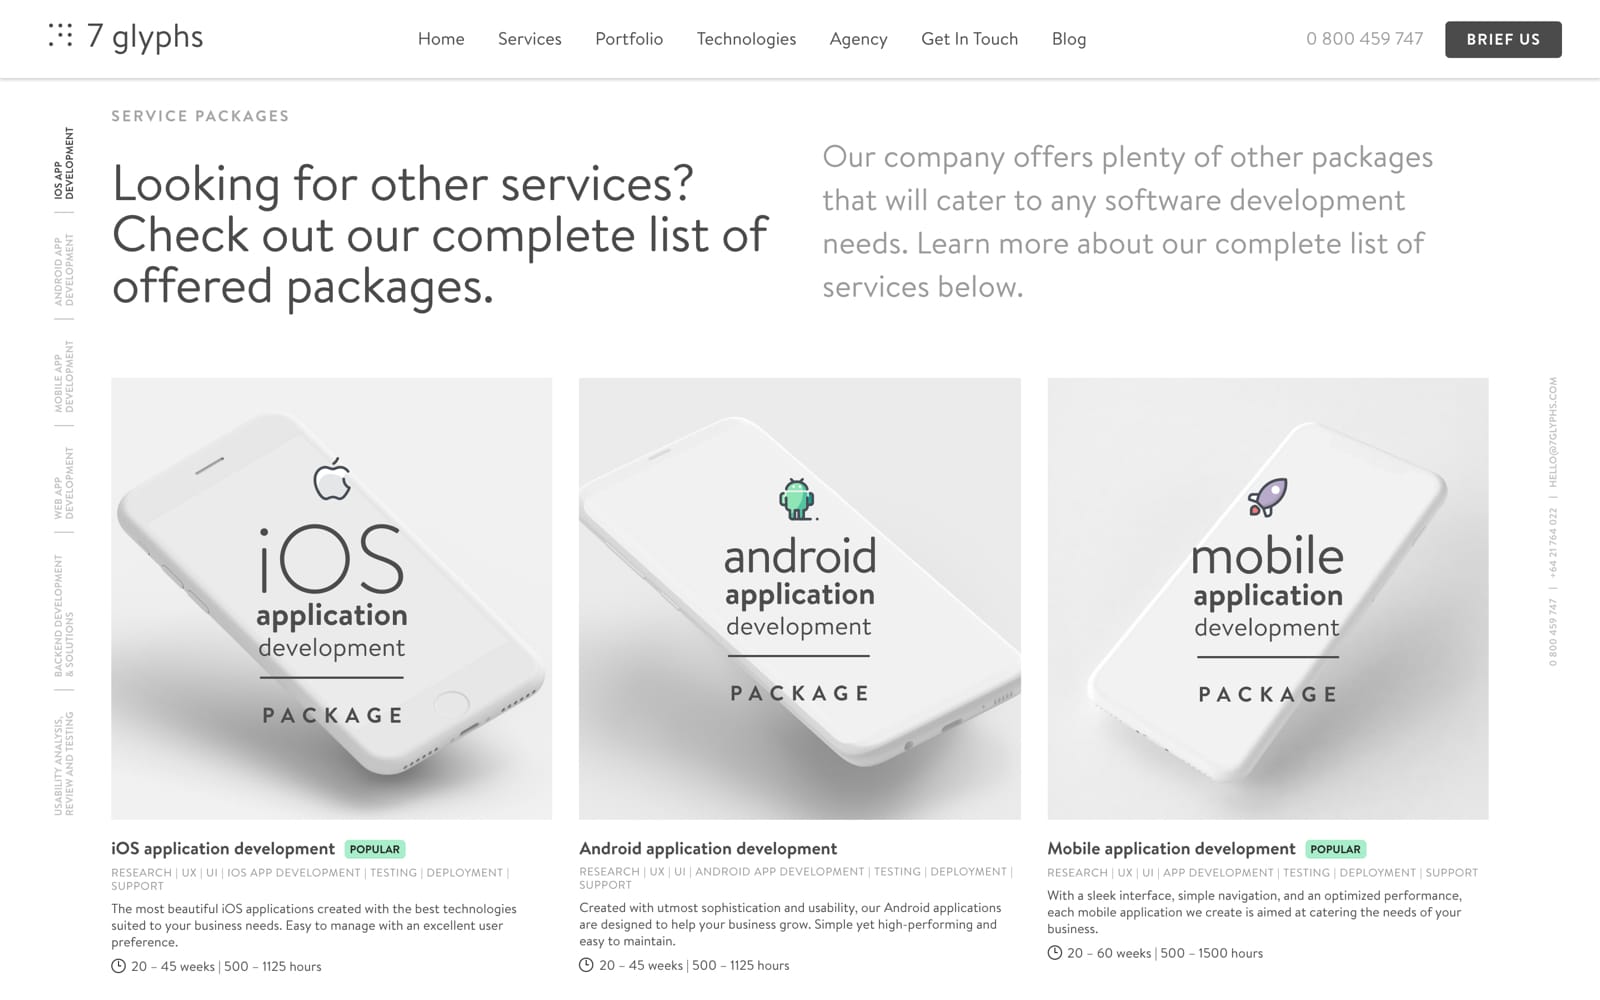 7 glyphs
Home
Services
Portfolio
Technologies
Agency
Get In Touch
Blog
0 800 459 747
BRIEF US
SERVICE PACKAGES
Looking for other services?
Check out our complete list of
offered packages.
Our company offers plenty of other packages
that will cater to any software development
needs. Learn more about our complete list of
services below.
IOS APP
DEVELOPMENT
ANDROID APP
DEVELOPMENT
MOBILE APP
DEVELOPMENT
WEB APP
DEVELOPMENT
BACKEND DEVELOPMENT
& SOLUTIONS
USABILITY ANALYSIS,
REVIEW AND TESTING
iOS
application
development
PACKAGE
android
application
development
PACKAGE
mobile
application
development
PACKAGE
0 800 459 747 | +64 21 764 022 | HELLO@7GLYPHS.COM
iOS application development POPULAR
RESEARCH | UX | UI | IOS APP DEVELOPMENT | TESTING | DEPLOYMENT |
SUPPORT
The most beautiful iOS applications created with the best technologies
suited to your business needs. Easy to manage with an excellent user
preference.
20 – 45 weeks | 500 – 1125 hours
Android application development
RESEARCH | UX | UI | ANDROID APP DEVELOPMENT | TESTING | DEPLOYMENT |
SUPPORT
Created with utmost sophistication and usability, our Android applications
are designed to help your business grow. Simple yet high-performing and
easy to maintain.
20 – 45 weeks | 500 – 1125 hours
Mobile application development POPULAR
RESEARCH | UX | UI | APP DEVELOPMENT | TESTING | DEPLOYMENT | SUPPORT
With a sleek interface, simple navigation, and an optimized performance,
each mobile application we create is aimed at catering the needs of your
business.
20 – 60 weeks | 500 – 1500 hours